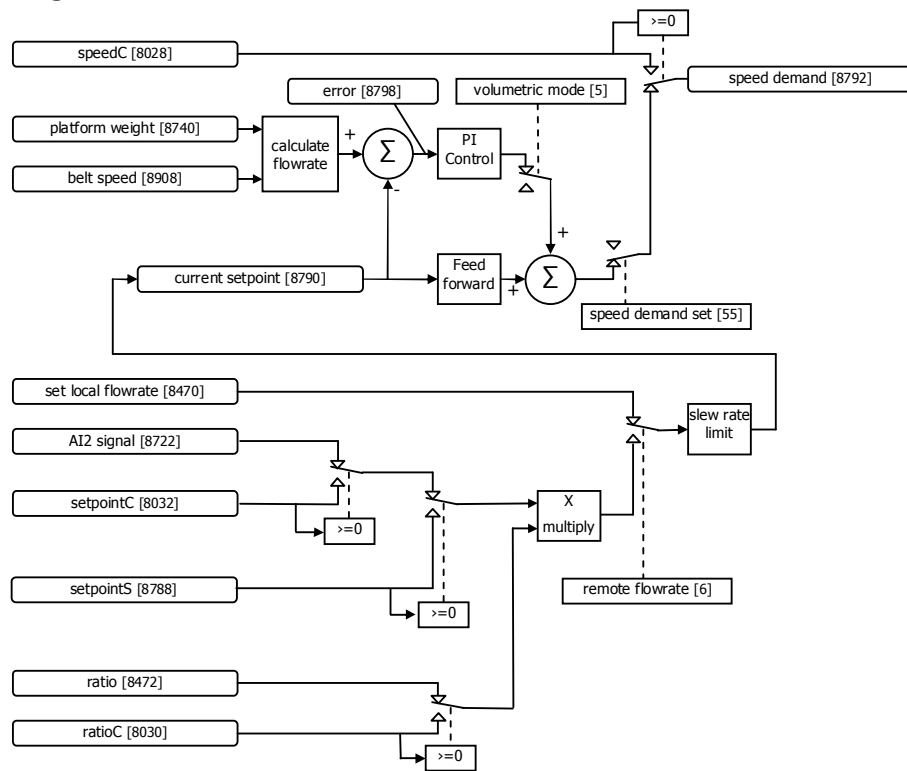 >=0
speedC [8028]
speed demand [8792]
error [8798]
volumetric mode [5]
platform weight [8740]
calculate
flowrate
+
Σ
PI
Control
belt speed [8908]
-
+
current setpoint [8790]
Feed
forward
+
Σ
speed demand set [55]
set local flowrate [8470]
slew rate
limit
AI2 signal [8722]
setpointC [8032]
X
multiply
>=0
setpointS [8788]
remote flowrate [6]
>=0
ratio [8472]
ratioC [8030]
>=0